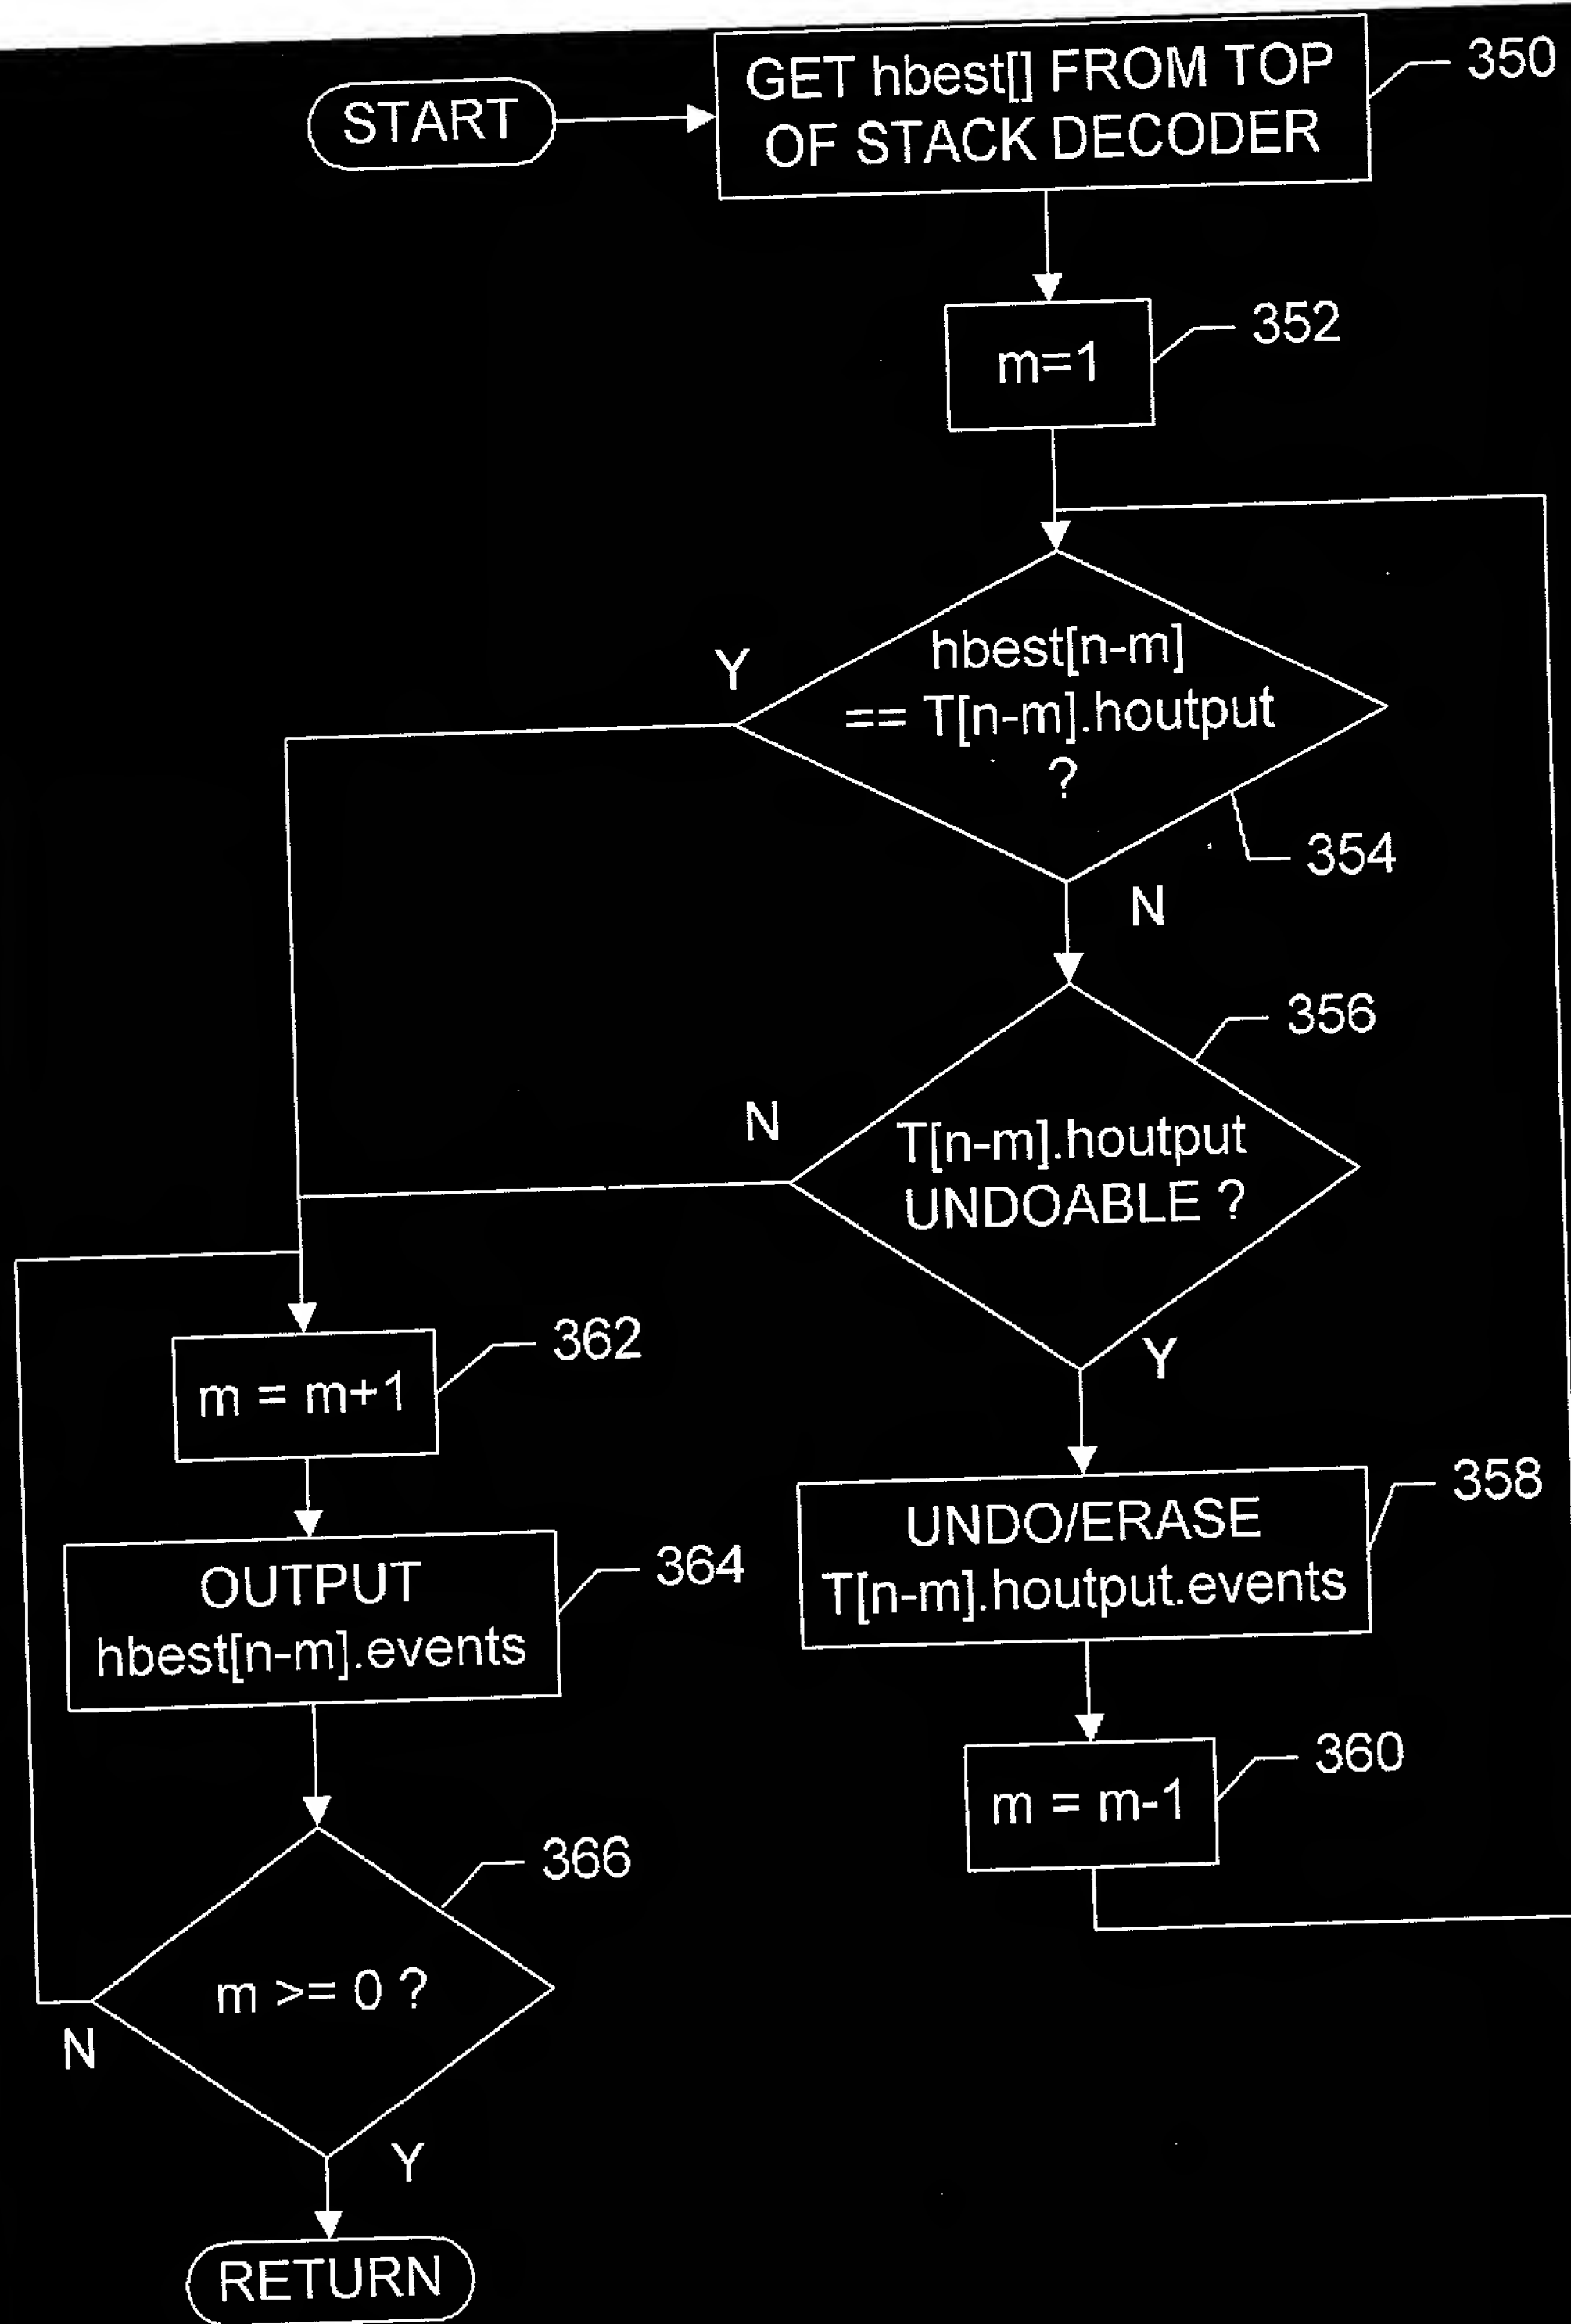 START
GET hbest[] FROM TOP
OF STACK DECODER
350
m=1
352
hbest[n-m]
== T[n-m].houtput
?
Y
354
N
356
T[n-m].houtput
UNDOABLE ?
N
Y
362
m = m+1
358
UNDO/ERASE
T[n-m].houtput.events
364
OUTPUT
hbest[n-m].events
360
m = m-1
366
m >= 0 ?
N
Y
RETURN